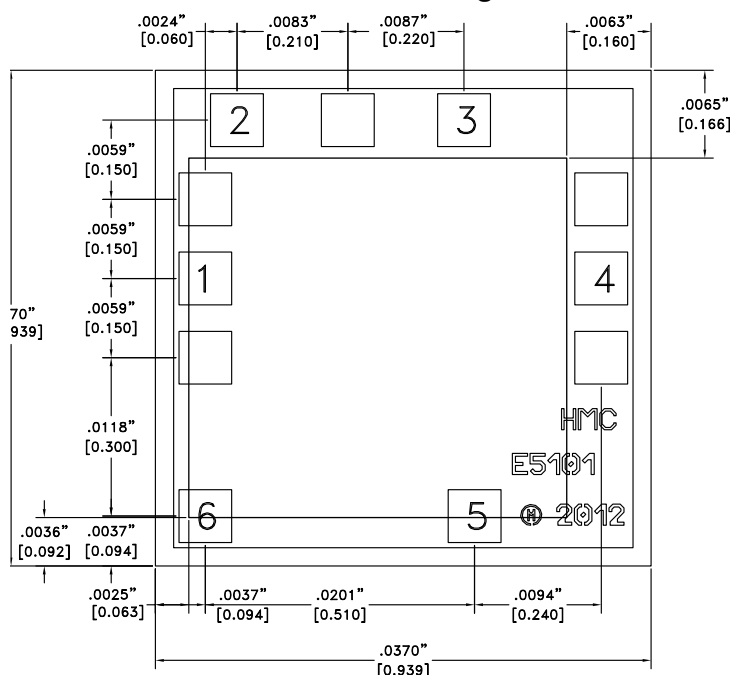 .0024” .0083” .0087” .0063”
[0.060] [0.210] [0.220] [0.160]
2 3
.0065”
[0.166]
.0059”
[0.150]
.0059”
[0.150]
1 4
.0059”
[0.150]
70”
939]
.0118”
[0.300]
HMC
E5101
6 5 Ⓗ 2012
.0036” .0037”
[0.092] [0.094]
.0025” .0037” .0201” .0094”
[0.063] [0.094] [0.510] [0.240]
.0370”
[0.939]